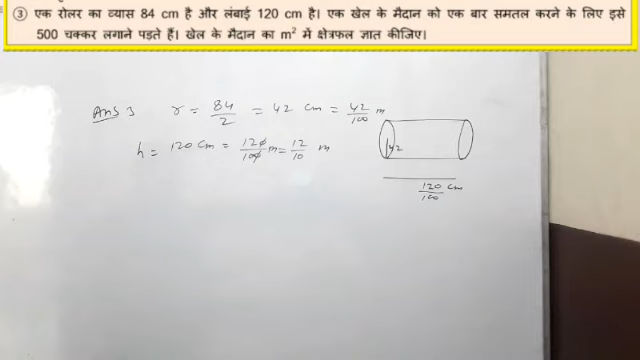 ③ एक रोलर का व्यास 84 cm है और लंबाई 120 cm है। एक खेल के मैदान को एक बार समतल करने के लिए इसे
500 चक्कर लगाने पड़ते हैं। खेल के मैदान का m² में क्षेत्रफल ज्ञात कीजिए।
Ans 3 r = 84/2 = 42 cm = 42/100 m
h = 120 cm = 120/100 m = 12/10 m
42
120/100 cm